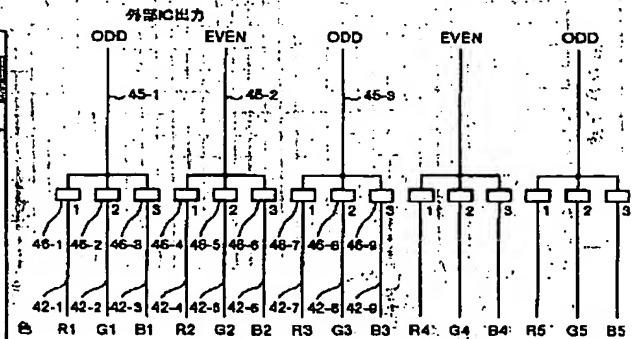 外部IC出力
ODD EVEN ODD EVEN ODD
45-1 45-2 45-3
1 2 3 1 2 3 1 2 3 1 2 3 1 2 3
46-1 46-2 46-3 46-4 46-5 46-6 46-7 46-8 46-9
42-1 42-2 42-3 42-4 42-5 42-6 42-7 42-8 42-9
色 R1 G1 B1 R2 G2 B2 R3 G3 B3 R4 G4 B4 R5 G5 B5